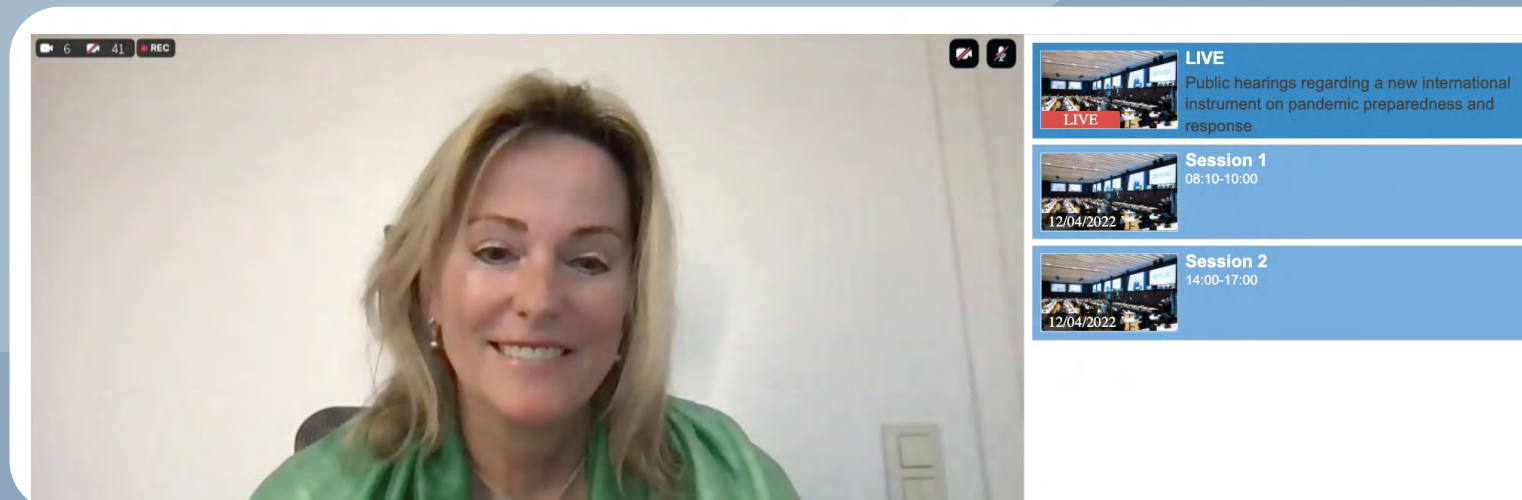 6 41 REC
LIVE
Public hearings regarding a new international
instrument on pandemic preparedness and
response
LIVE
Session 1
08:10-10:00
12/04/2022
Session 2
14:00-17:00
12/04/2022